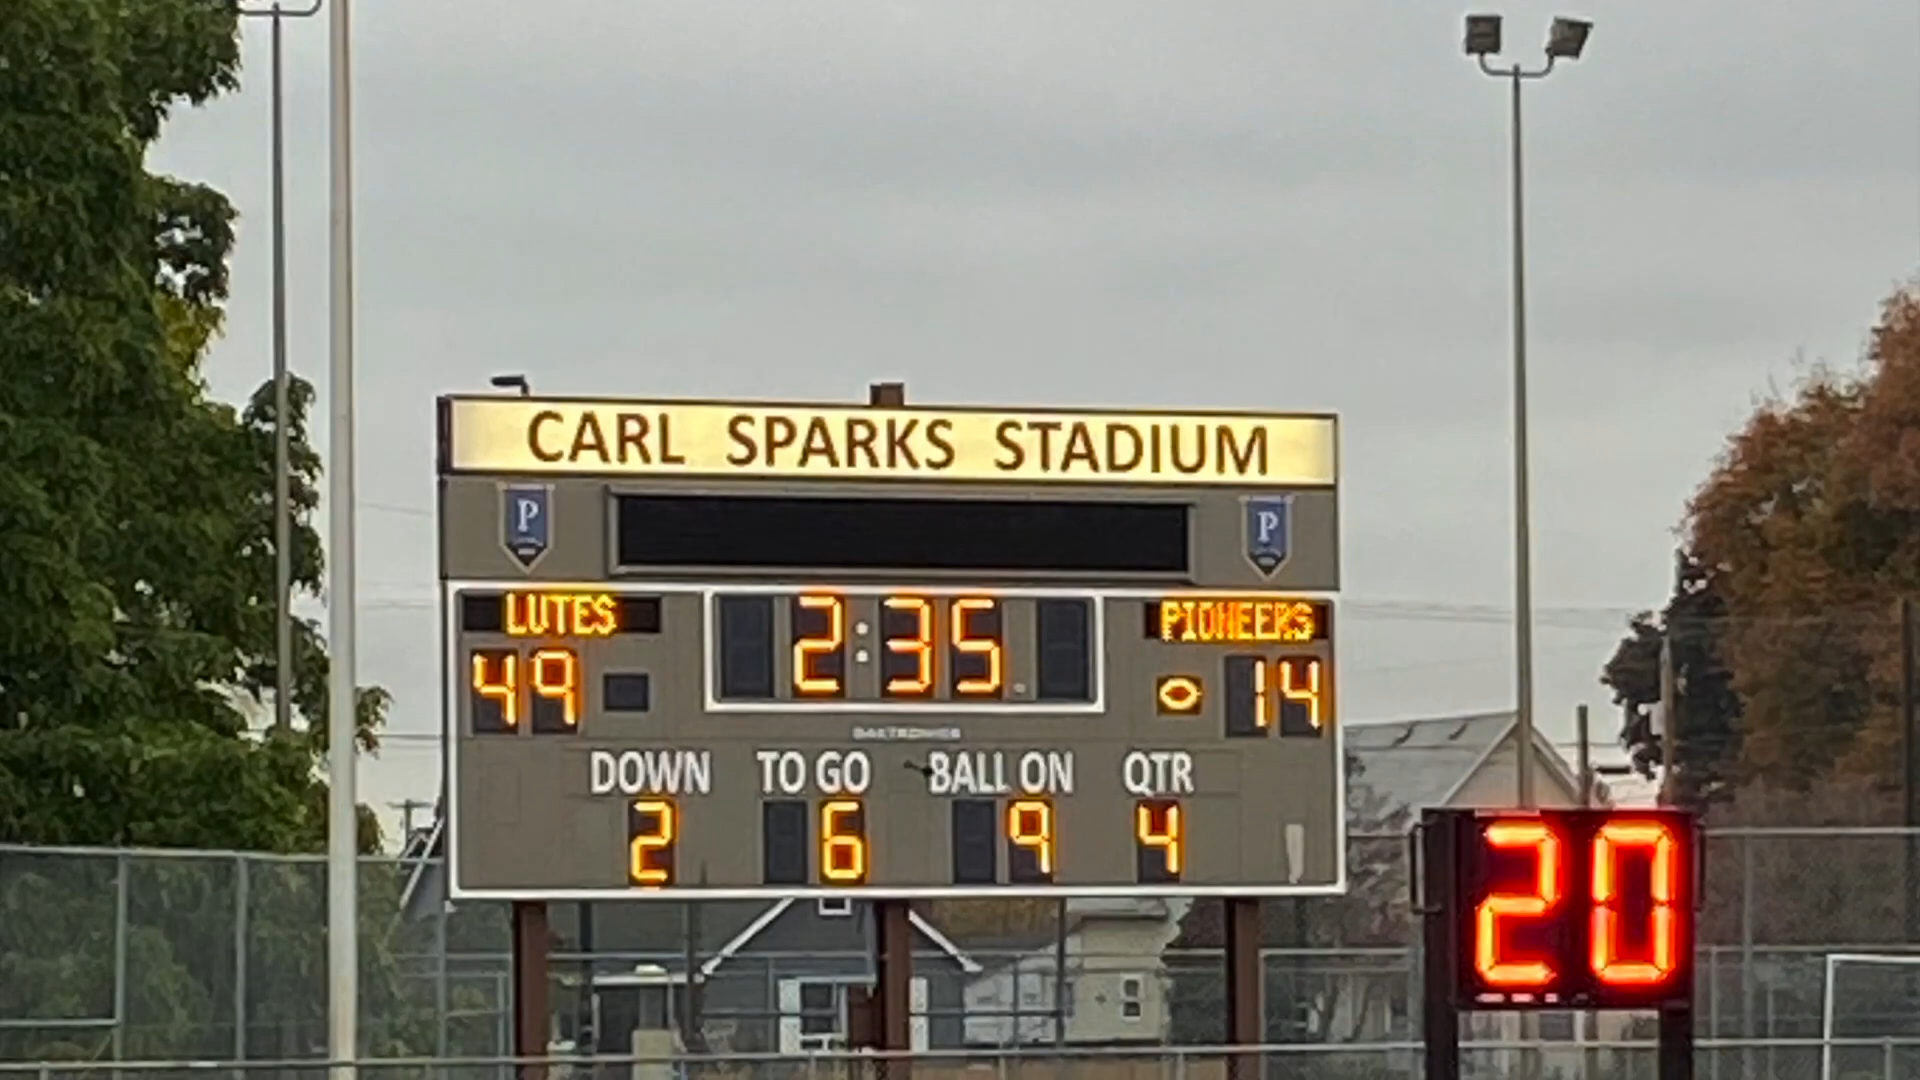 CARL SPARKS STADIUM
P P
LUTES 2:35 PIONEERS
49 14
DAKTRONICS
DOWN TO GO BALL ON QTR
2 6 9 4
20